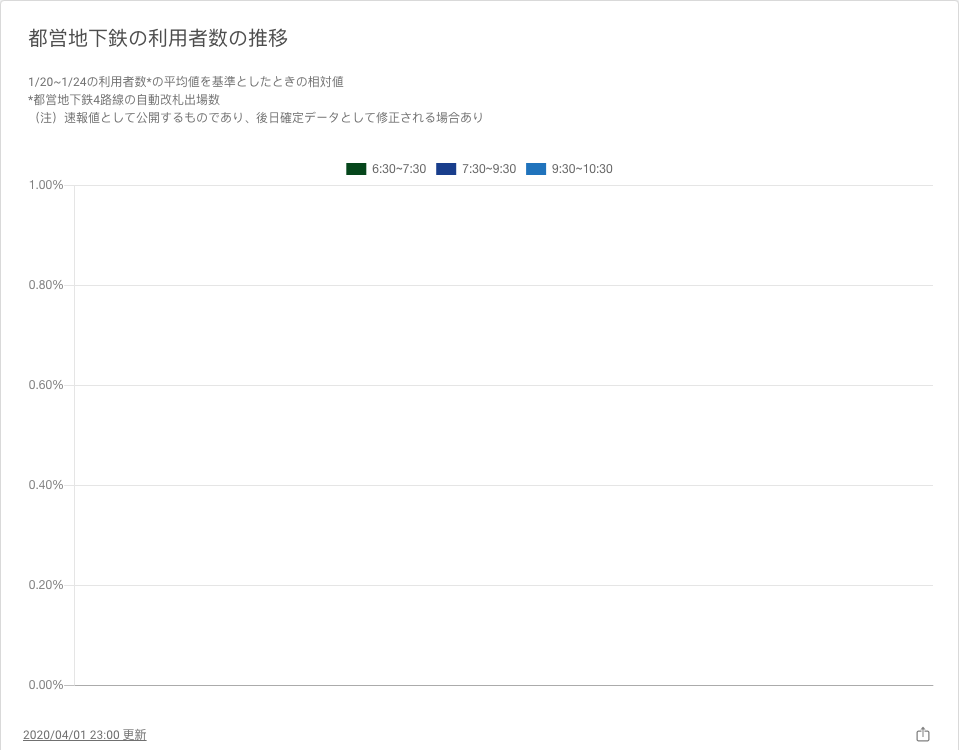 都営地下鉄の利用者数の推移
1/20~1/24の利用者数*の平均値を基準としたときの相対値
*都営地下鉄4路線の自動改札出場数
（注）速報値として公開するものであり、後日確定データとして修正される場合あり
6:30~7:30 7:30~9:30 9:30~10:30
1.00%
0.80%
0.60%
0.40%
0.20%
0.00%
2020/04/01 23:00 更新